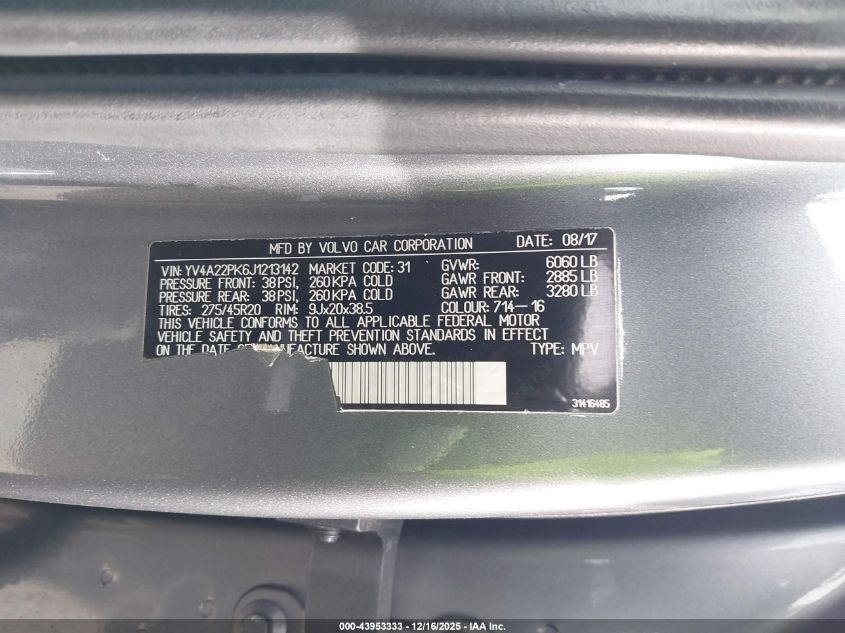 MFD BY VOLVO CAR CORPORATION DATE: 08/17
VIN: YV4A22PK6J1213142 MARKET CODE: 31 GVWR: 6060 LB
PRESSURE FRONT: 38 PSI, 260 KPA COLD GAWR FRONT: 2885 LB
PRESSURE REAR: 38 PSI, 260 KPA COLD GAWR REAR: 3280 LB
TIRES: 275/45R20 RIM: 9Jx20x38.5 COLOUR: 714-16
THIS VEHICLE CONFORMS TO ALL APPLICABLE FEDERAL MOTOR
VEHICLE SAFETY AND THEFT PREVENTION STANDARDS IN EFFECT
ON THE DATE OF MANUFACTURE SHOWN ABOVE. TYPE: MPV
31416485
000-43953333 - 12/16/2025 - IAA Inc.